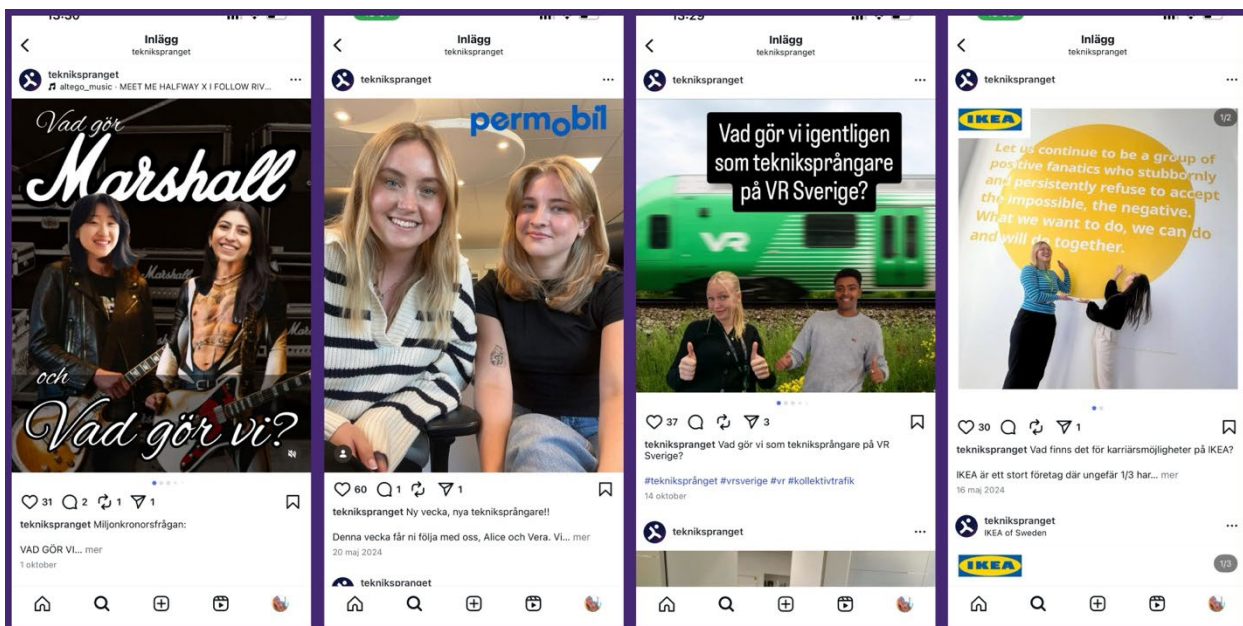 13:30
Inlägg
teknikspranget
teknikspranget
altego_music · MEET ME HALFWAY X I FOLLOW RIV...
Vad gör
Marshall
Marshall
och
Vad gör vi?
31 2 1 1
teknikspranget Miljonkronorsfrågan:
VAD GÖR VI... mer
1 oktober
Inlägg
teknikspranget
teknikspranget
permobil
60 1 1
teknikspranget Ny vecka, nya tekniksprångare!!
Denna vecka får ni följa med oss, Alice och Vera. Vi... mer
20 maj 2024
teknikspranget
13:29
Inlägg
teknikspranget
teknikspranget
Vad gör vi igentligen
som tekniksprångare
på VR Sverige?
VR
37 3
teknikspranget Vad gör vi som tekniksprångare på VR
Sverige?
#tekniksprånget #vrsverige #vr #kollektivtrafik
14 oktober
teknikspranget
Inlägg
teknikspranget
teknikspranget
IKEA
1/2
Let us continue to be a group of
positive fanatics who stubbornly
and persistently refuse to accept
the impossible, the negative.
What we want to do, we can do
and will do together.
30 1
teknikspranget Vad finns det för karriärsmöjligheter på IKEA?
IKEA är ett stort företag där ungefär 1/3 har... mer
16 maj 2024
teknikspranget
IKEA of Sweden
IKEA
1/3